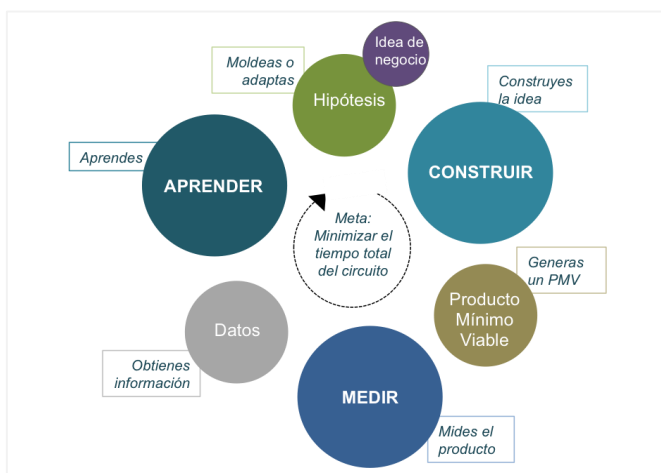 Idea de
negocio
Moldeas o
adaptas
Hipótesis
Construyes
la idea
CONSTRUIR
Generas
un PMV
Producto
Mínimo
Viable
Mides el
producto
MEDIR
Datos
Obtienes
información
Aprendes
APRENDER
Meta:
Minimizar el
tiempo total
del circuito